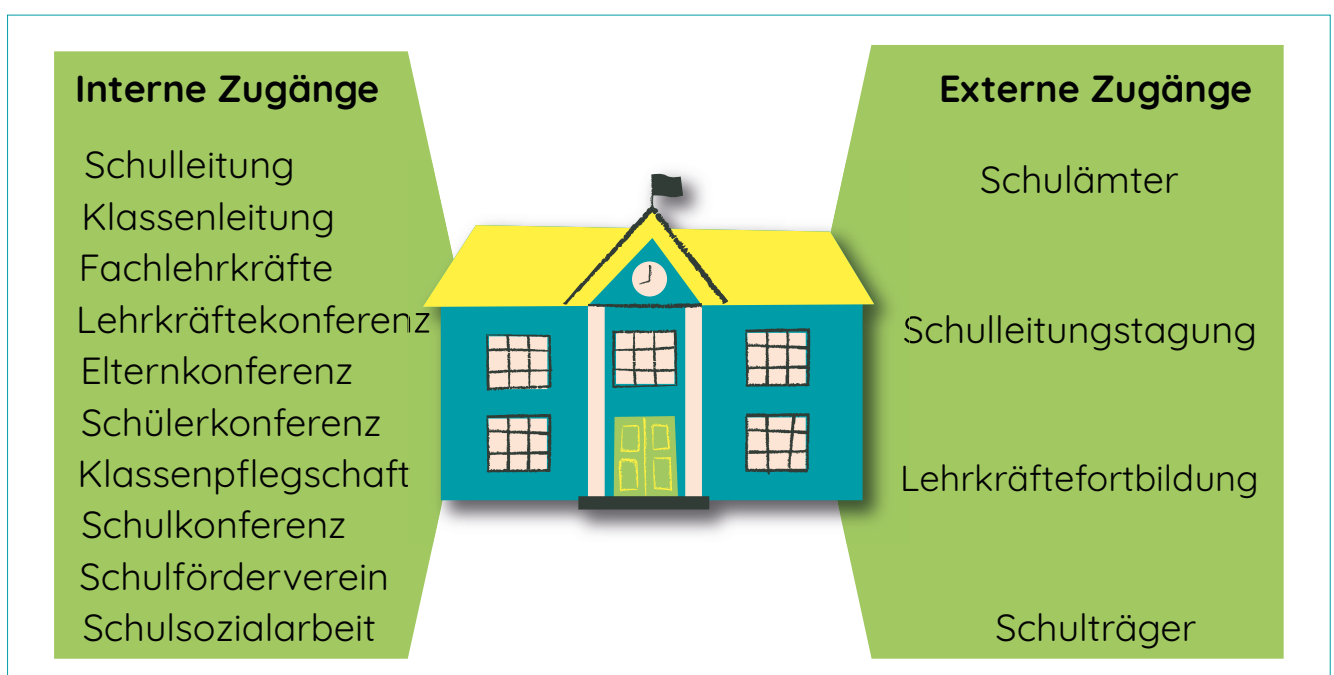 Interne Zugänge
Schulleitung
Klassenleitung
Fachlehrkräfte
Lehrkräftekonferenz
Elternkonferenz
Schülerkonferenz
Klassenpflegschaft
Schulkonferenz
Schulförderverein
Schulsozialarbeit
Externe Zugänge
Schulämter
Schulleitungstagung
Lehrkräftefortbildung
Schulträger